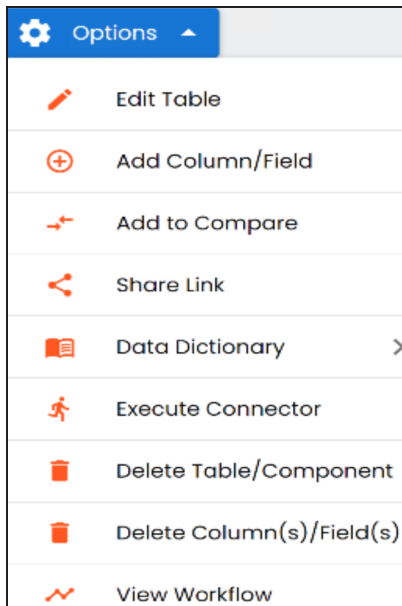 Options
Edit Table
Add Column/Field
Add to Compare
Share Link
Data Dictionary
Execute Connector
Delete Table/Component
Delete Column(s)/Field(s)
View Workflow